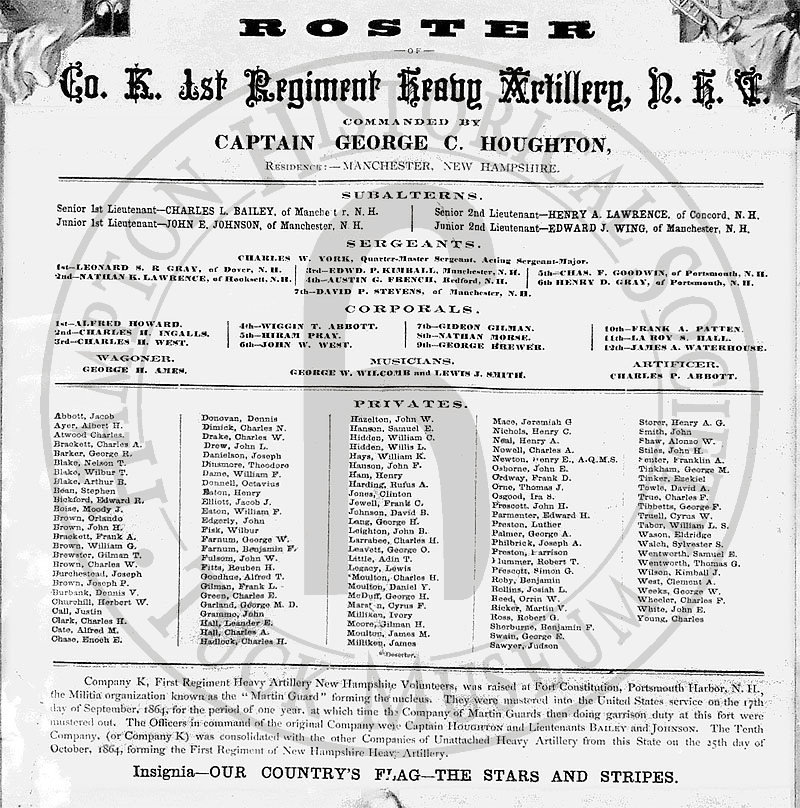 ROSTER
—OF—
Co. K. 1st Regiment Heavy Artillery, N. H. V.
COMMANDED BY
CAPTAIN GEORGE C. HOUGHTON,
RESIDENCE:—MANCHESTER, NEW HAMPSHIRE.
SUBALTERNS.
Senior 1st Lieutenant—CHARLES L. BAILEY, of Manche t r, N. H.
Junior 1st Lieutenant—JOHN E. JOHNSON, of Manchester, N. H.
Senior 2nd Lieutenant—HENRY A. LAWRENCE, of Concord, N. H.
Junior 2nd Lieutenant—EDWARD J. WING, of Manchester, N. H.
SERGEANTS.
CHARLES W. YORK, Quarter-Master Sergeant, Acting Sergeant-Major.
1st—LEONARD S. R GRAY, of Dover, N. H.
2nd—NATHAN K. LAWRENCE, of Hooksett, N. H.
3rd—EDWD. P. KIMBALL, Manchester, N. H.
4th—AUSTIN G. FRENCH, Bedford, N. H.
5th—CHAS. F. GOODWIN, of Portsmouth, N. H.
6th HENRY D. GRAY, of Portsmouth, N. H.
7th—DAVID P. STEVENS, of Manchester, N. H.
CORPORALS.
1st—ALFRED HOWARD.
2nd—CHARLES H. INGALLS.
3rd—CHARLES H. WEST.
4th—WIGGIN T. ABBOTT.
5th—HIRAM PRAY.
6th—JOHN W. WEST.
7th—GIDEON GILMAN.
8th—NATHAN MORSE.
9th—GEORGE BREWER.
10th—FRANK A. PATTEN.
11th—LA ROY S. HALL.
12th—JAMES A. WATERHOUSE.
WAGONER.
GEORGE H. AMES.
MUSICIANS.
GEORGE W. WILCOMB and LEWIS J. SMITH.
ARTIFICER.
CHARLES P. ABBOTT.
PRIVATES.
Abbott, Jacob
Ayer, Albert H.
Atwood Charles.
Brackett, Charles A.
Barker, George R.
Blake, Nelson T.
Blake, Wilbur T.
Blake, Arthur B.
Bean, Stephen
Bickford, Edward R.
Boise, Moody J.
Brown, Orlando
Brown, John H.
Brackett, Frank A.
Brown, William G.
Brewster, Gilman T.
Brown, Charles W.
Burchestead, Joseph
Brown, Joseph P.
Burbank, Dennis V.
Churchill, Herbert W.
Call, Justin
Clark, Charles H.
Cate, Alfred M.
Chase, Enoch E.
Donovan, Dennis
Dimick, Charles N.
Drake, Charles W.
Drew, John L.
Danielson, Joseph
Dinsmore, Theodore
Dame, William F.
Donnell, Octavius
Eaton, Henry
Elliott, Jacob J.
Eaton, William F.
Edgerly, John
Fisk, Wilbur
Farnum, George W.
Farnum, Benjamin F.
Fulsom, John W.
Fitts, Reuben H.
Goodhue, Alfred T.
Gilman, Frank L.
Green, Charles E.
Garland, George M. D.
Grammo, John
Hall, Leander E.
Hall, Charles A.
Hadlock, Charles H.
Hazelton, John W.
Hanson, Samuel E.
Hidden, William C.
Hidden, Willis L.
Hays, William K.
Hanson, John F.
Ham, Henry
Harding, Rufus A.
Jones, Clinton
Jewell, Frank C.
Johnson, David B.
Lang, George H.
Leighton, John B.
Larrabee, Charles H.
Leavett, George O.
Little, Adin T.
Legacy, Lewis
*Moulton, Charles H.
Moulton, Daniel Y.
McDuff, George H.
Marston, Cyrus F.
Milliken, Ivory
Moore, Gilman H.
Moulton, James M.
Milliken, James
*Deserter.
Mace, Jeremiah G
Nichols, Henry C.
Neal, Henry A.
Nowell, Charles A.
Newton, Henry E., A.Q.M.S.
Osborne, John E.
Ordway, Frank D.
Orne, Thomas J.
Osgood, Ira S.
Prescott, John H.
Parmenter, Edward H.
Preston, Luther
Palmer, George A.
Philbrick, Joseph A.
Preston, Harrison
Plummer, Robert T.
Prescott, Simon G.
Roby, Benjamin
Rollins, Josiah L.
Reed, Orrin W.
Ricker, Martin V.
Ross, Robert G.
Sherburne, Benjamin F.
Swain, George E.
Sawyer, Judson
Storer, Henry A. G.
Smith, John
Shaw, Alonzo W.
Stiles, John H.
Senter, Franklin A.
Tinkham, George M.
Tinker, Ezekiel
Towle, David A.
True, Charles F.
Tibbetts, George F.
Truell, Cyrus W.
Tabor, William L. S.
Wason, Eldridge
Walch, Sylvester S.
Wentworth, Samuel E.
Wentworth, Thomas G.
Wilson, Kimball J.
West, Clement A.
Weeks, George W.
Wheeler, Charles F.
White, John E.
Young, Charles
Company K, First Regiment Heavy Artillery New Hampshire Volunteers, was raised at Fort Constitution, Portsmouth Harbor, N. H.,
the Militia organization known as the “Martin Guard” forming the nucleus. They were mustered into the United States service on the 17th
day of September, 1864, for the period of one year, at which time the Company of Martin Guards then doing garrison duty at this fort were
mustered out. The Officers in command of the original Company were Captain HOUGHTON and Lientenants BAILEY and JOHNSON. The Tenth
Company, (or Company K) was consolidated with the other Companies of Unattached Heavy Artillery from this State on the 25th day of
October, 1864, forming the First Regiment of New Hampshire Heavy Artillery.
Insignia—OUR COUNTRY'S FLAG—THE STARS AND STRIPES.
HAMPTON HISTORICAL SOCIETY
TUCK MUSEUM